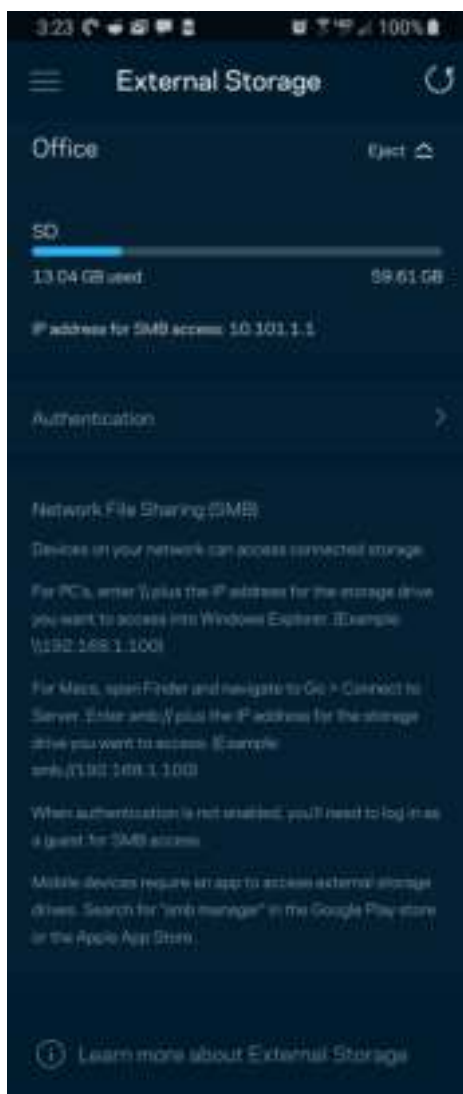 3:23 100%
External Storage
Office Eject
SD
13.04 GB used 59.61 GB
IP address for SMB access: 10.101.1.1
Authentication
Network File Sharing (SMB)
Devices on your network can access connected storage.
For PCs, enter \\ plus the IP address for the storage drive
you want to access into Windows Explorer. (Example:
\\192.168.1.100)
For Macs, open Finder and navigate to Go > Connect to
Server. Enter smb:// plus the IP address for the storage
drive you want to access. (Example:
smb://192.168.1.100)
When authentication is not enabled, you'll need to log in as
a guest for SMB access.
Mobile devices require an app to access external storage
drives. Search for "smb manager" in the Google Play store
or the Apple App Store.
Learn more about External Storage